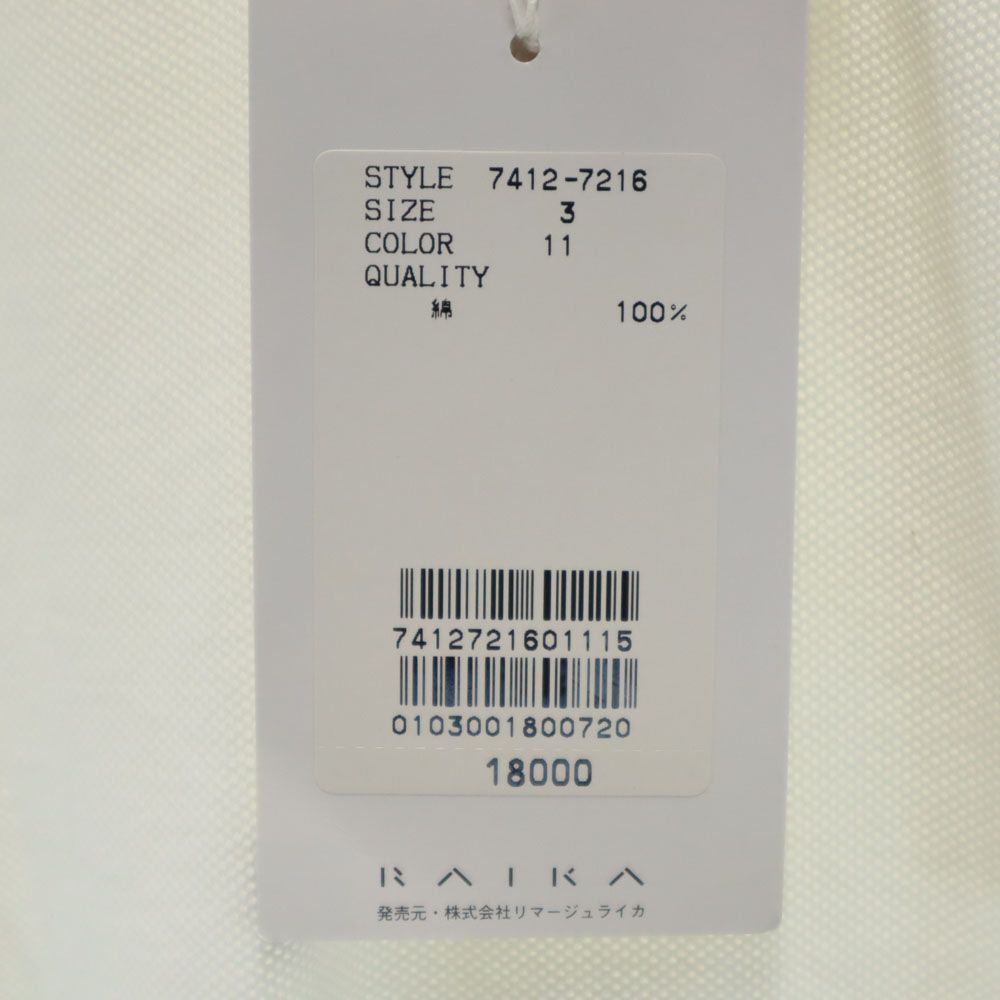 STYLE 7412-7216
SIZE 3
COLOR 11
QUALITY
綿 100%
7412721601115
0103001800720
18000
RAIKA
発売元・株式会社リマージュライカ